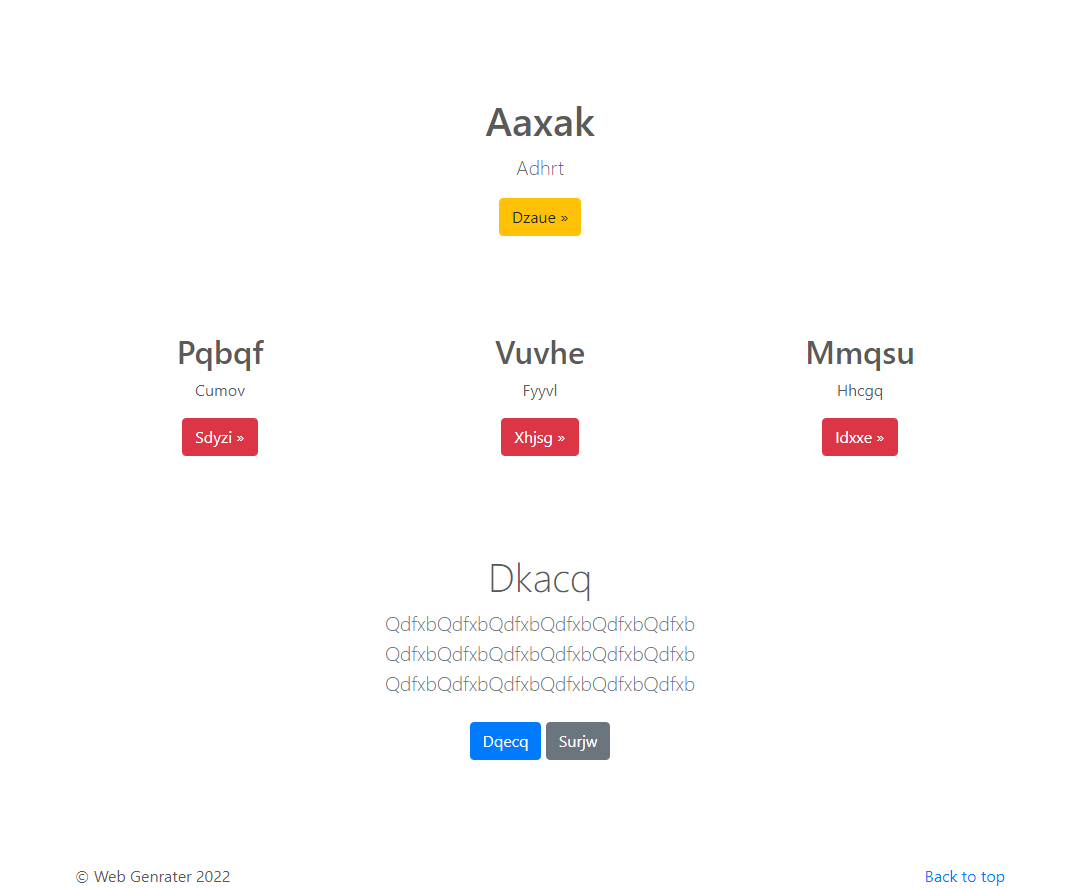 Aaxak
Adhrt
Dzaue »
Pqbqf
Vuvhe
Mmqsu
Cumov
Fyyvl
Hhcgq
Sdyzi »
Xhjsg »
Idxxe »
Dkacq
QdfxbQdfxbQdfxbQdfxbQdfxbQdfxb
QdfxbQdfxbQdfxbQdfxbQdfxbQdfxb
QdfxbQdfxbQdfxbQdfxbQdfxbQdfxb
Dqecq Surjw
© Web Genrater 2022
Back to top